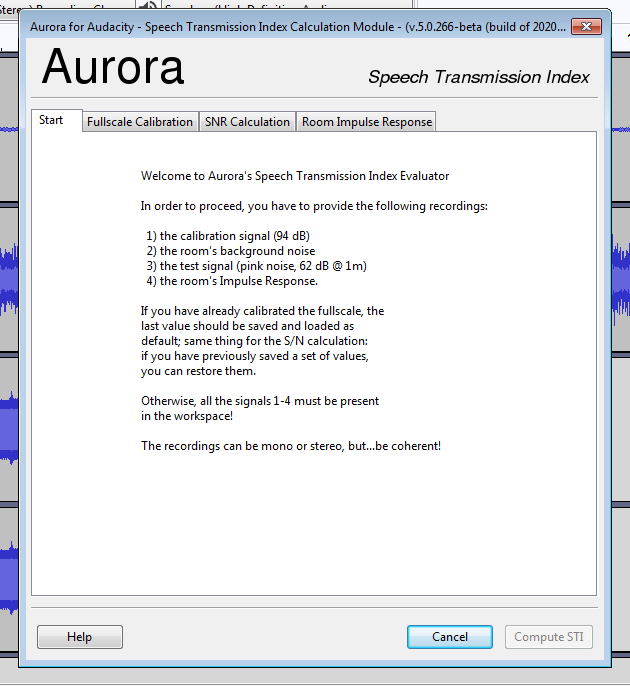 Aurora for Audacity - Speech Transmission Index Calculation Module - (v.5.0.266-beta (build of 2020...
Aurora
Speech Transmission Index
Start
Fullscale Calibration
SNR Calculation
Room Impulse Response
Welcome to Aurora's Speech Transmission Index Evaluator
In order to proceed, you have to provide the following recordings:
1) the calibration signal (94 dB)
2) the room's background noise
3) the test signal (pink noise, 62 dB @ 1m)
4) the room's Impulse Response.
If you have already calibrated the fullscale, the
last value should be saved and loaded as
default; same thing for the S/N calculation:
if you have previously saved a set of values,
you can restore them.
Otherwise, all the signals 1-4 must be present
in the workspace!
The recordings can be mono or stereo, but...be coherent!
Help
Cancel
Compute STI